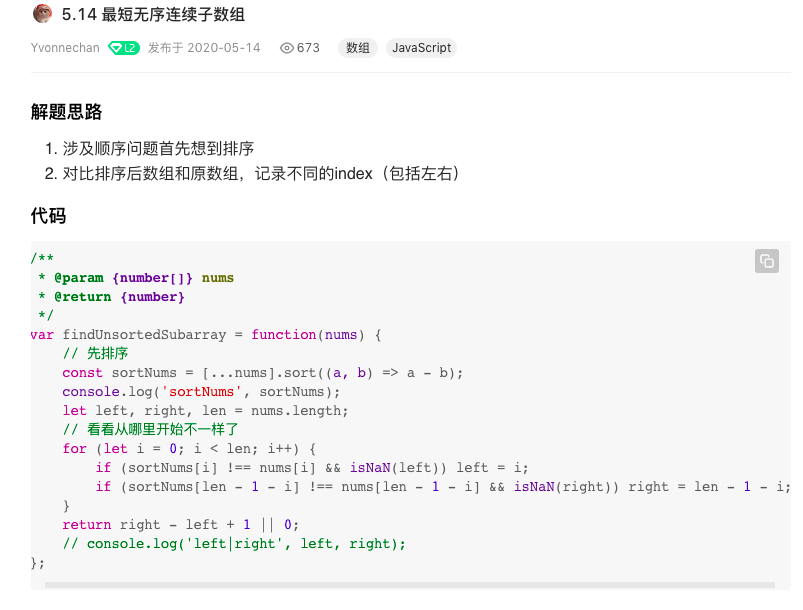 5.14 最短无序连续子数组
Yvonnechan L2 发布于 2020-05-14 673 数组 JavaScript
解题思路
1. 涉及顺序问题首先想到排序
2. 对比排序后数组和原数组，记录不同的index（包括左右）
代码
/**
 * @param {number[]} nums
 * @return {number}
 */
var findUnsortedSubarray = function(nums) {
    // 先排序
    const sortNums = [...nums].sort((a, b) => a - b);
    console.log('sortNums', sortNums);
    let left, right, len = nums.length;
    // 看看从哪里开始不一样了
    for (let i = 0; i < len; i++) {
        if (sortNums[i] !== nums[i] && isNaN(left)) left = i;
        if (sortNums[len - 1 - i] !== nums[len - 1 - i] && isNaN(right)) right = len - 1 - i;
    }
    return right - left + 1 || 0;
    // console.log('left|right', left, right);
};